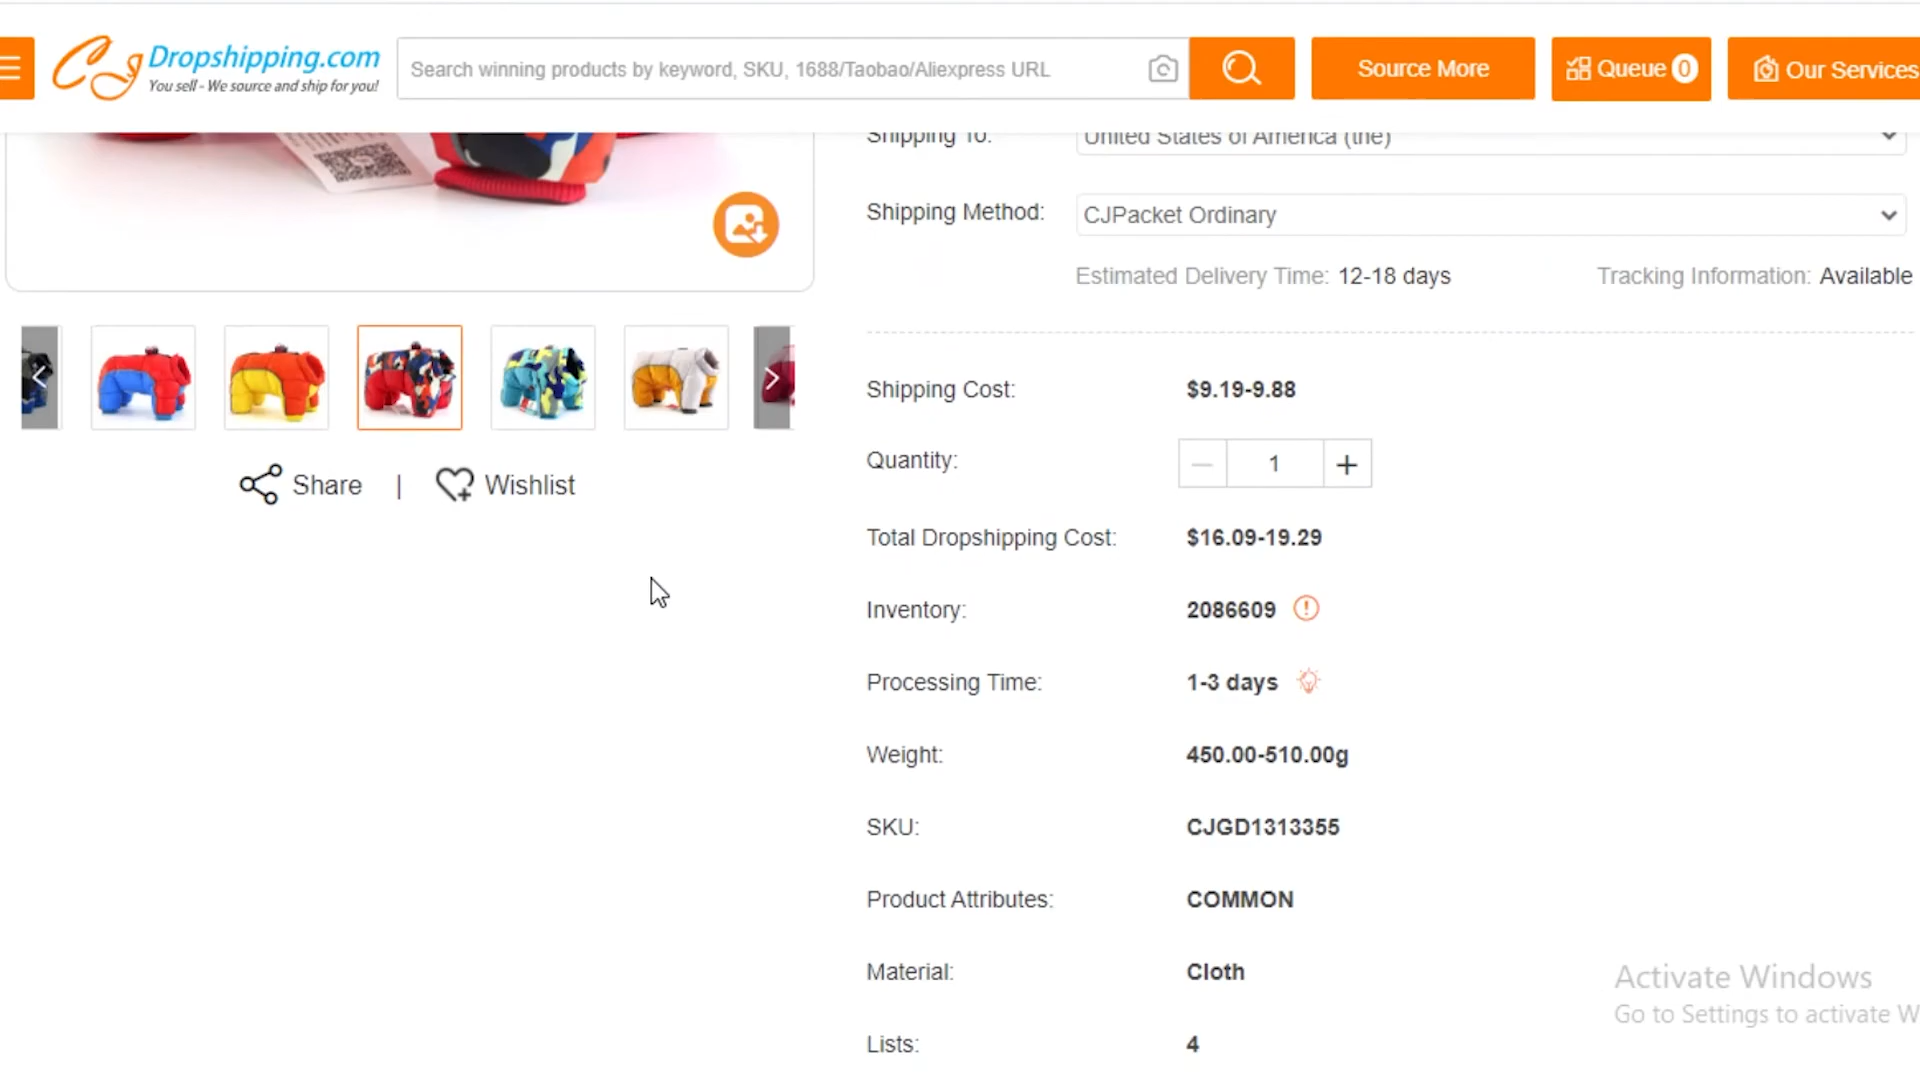 Dropshipping.com
You sell - We source and ship for you!
Search winning products by keyword, SKU, 1688/Taobao/Aliexpress URL
Source More
Queue 0
Our Services
Shipping To:
United States of America (the)
Shipping Method:
CJPacket Ordinary
Estimated Delivery Time: 12-18 days
Tracking Information: Available
Shipping Cost:
$9.19-9.88
Share | Wishlist
Quantity:
— 1 +
Total Dropshipping Cost:
$16.09-19.29
Inventory:
2086609
Processing Time:
1-3 days
Weight:
450.00-510.00g
SKU:
CJGD1313355
Product Attributes:
COMMON
Material:
Cloth
Lists:
4
Activate Windows
Go to Settings to activate W